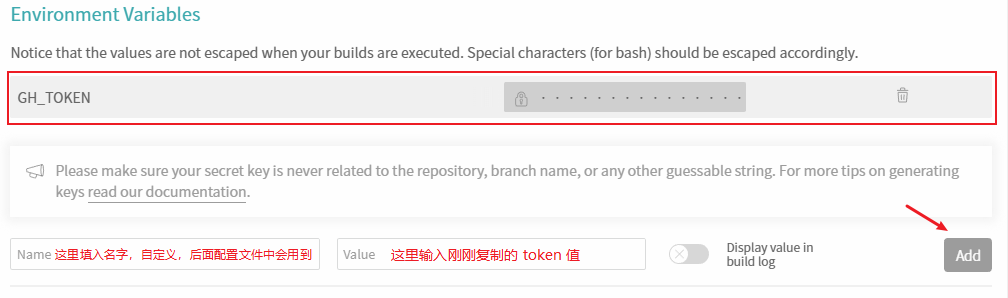 Environment Variables
Notice that the values are not escaped when your builds are executed. Special characters (for bash) should be escaped accordingly.
GH_TOKEN
Please make sure your secret key is never related to the repository, branch name, or any other guessable string. For more tips on generating
keys read our documentation.
Name 这里填入名字，自定义，后面配置文件中会用到
Value 这里输入刚刚复制的 token 值
Display value in
build log
Add